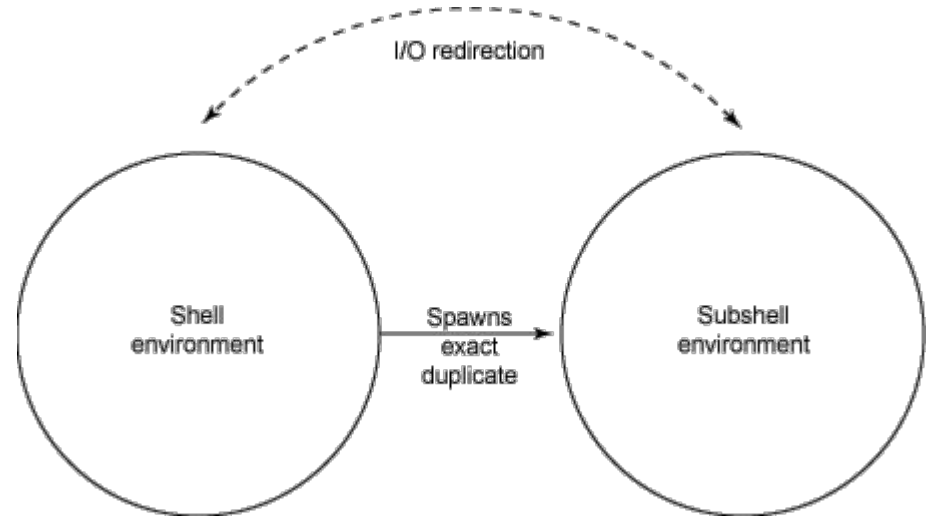 I/O redirection
Shell
environment
Spawns
exact
duplicate
Subshell
environment